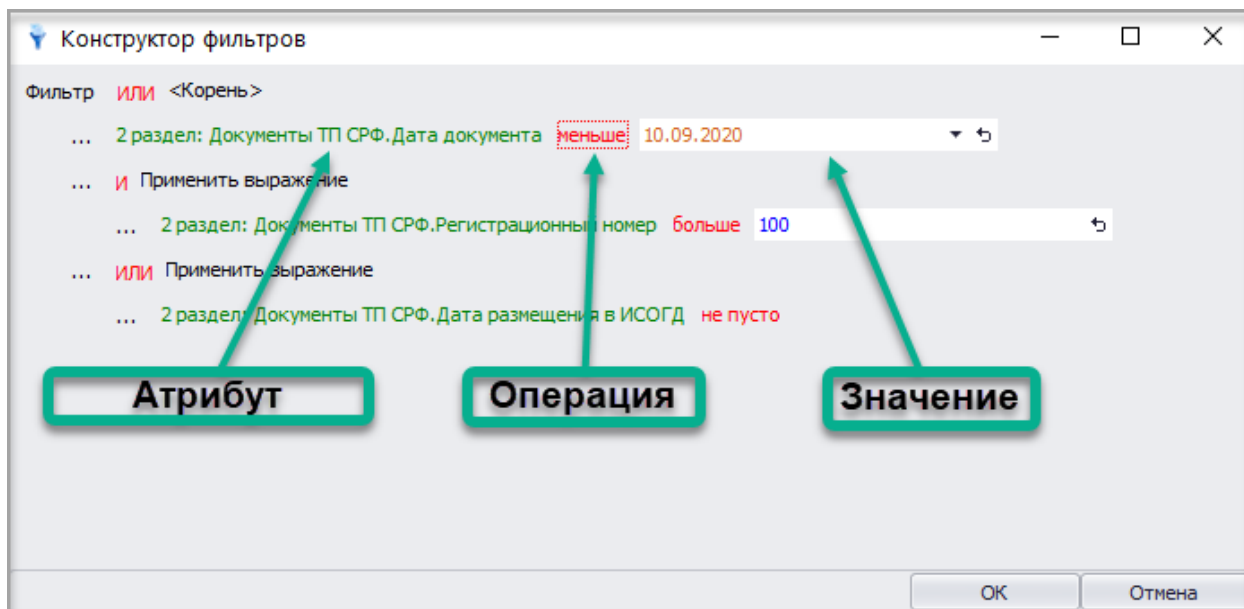 Конструктор фильтров
Фильтр ИЛИ <Корень>
... 2 раздел: Документы ТП СРФ.Дата документа меньше 10.09.2020
... И Применить выражение
... 2 раздел: Документы ТП СРФ.Регистрационный номер больше 100
... ИЛИ Применить выражение
... 2 раздел: Документы ТП СРФ.Дата размещения в ИСОГД не пусто
Атрибут Операция Значение
OK Отмена